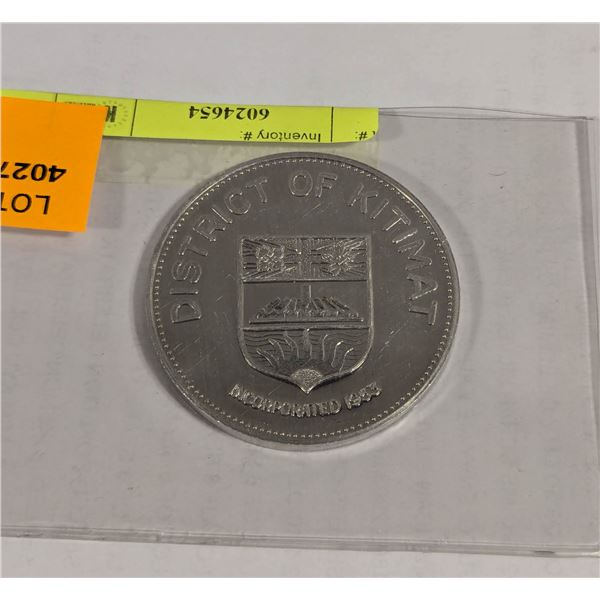 6024654
Inventory #:
t #:
LOT
4027
DISTRICT OF KITIMAT
INCORPORATED 1953